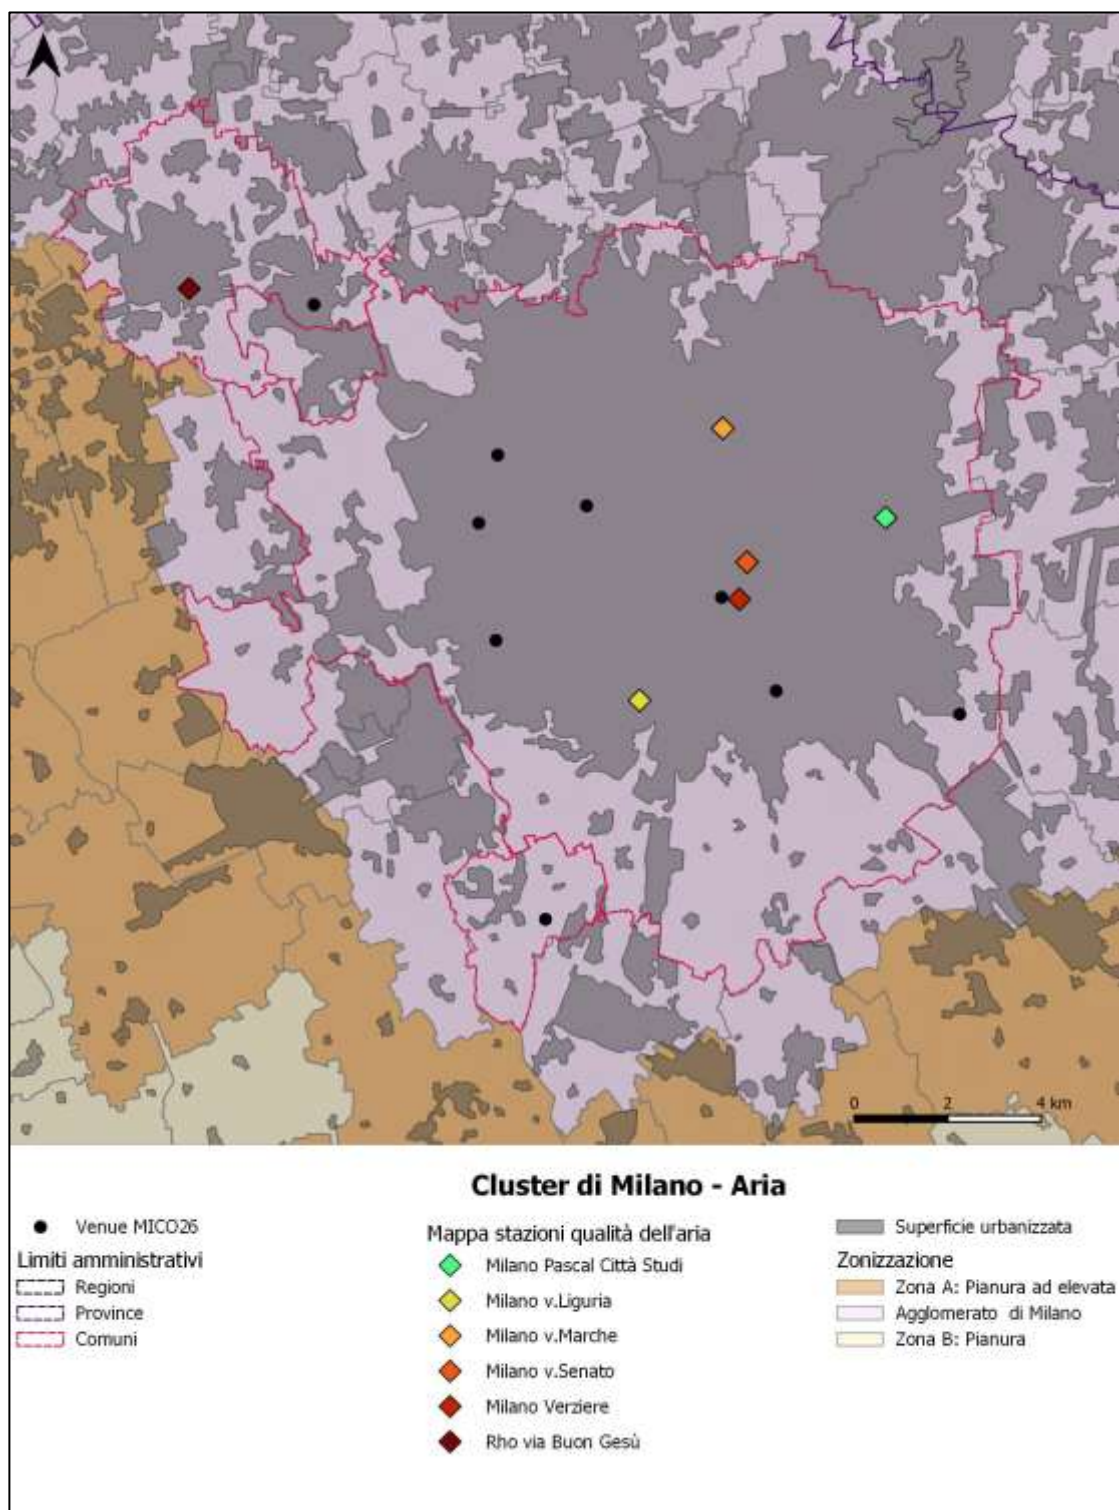 0 2 4 km
Cluster di Milano - Aria
Venue MICO26
Limiti amministrativi
Regioni
Province
Comuni
Mappa stazioni qualità dell'aria
Milano Pascal Città Studi
Milano v.Liguria
Milano v.Marche
Milano v.Senato
Milano Verziere
Rho via Buon Gesù
Superficie urbanizzata
Zonizzazione
Zona A: Pianura ad elevata
Agglomerato di Milano
Zona B: Pianura